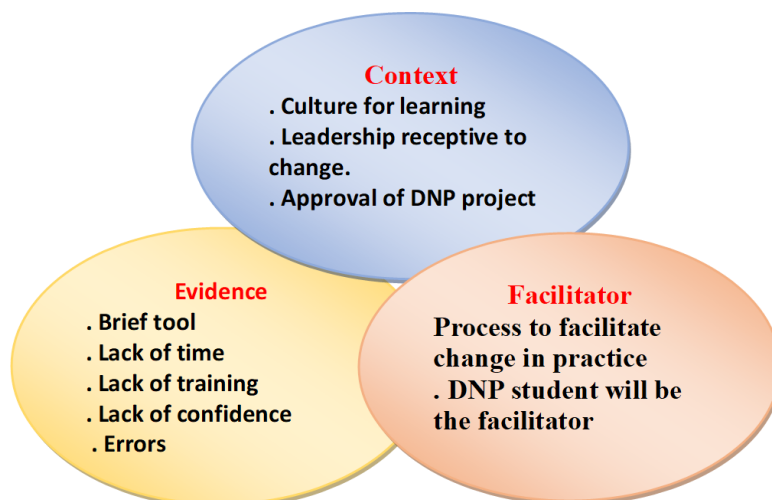 Context
. Culture for learning
. Leadership receptive to
change.
. Approval of DNP project
Evidence
. Brief tool
. Lack of time
. Lack of training
. Lack of confidence
. Errors
Facilitator
Process to facilitate
change in practice
. DNP student will be
the facilitator